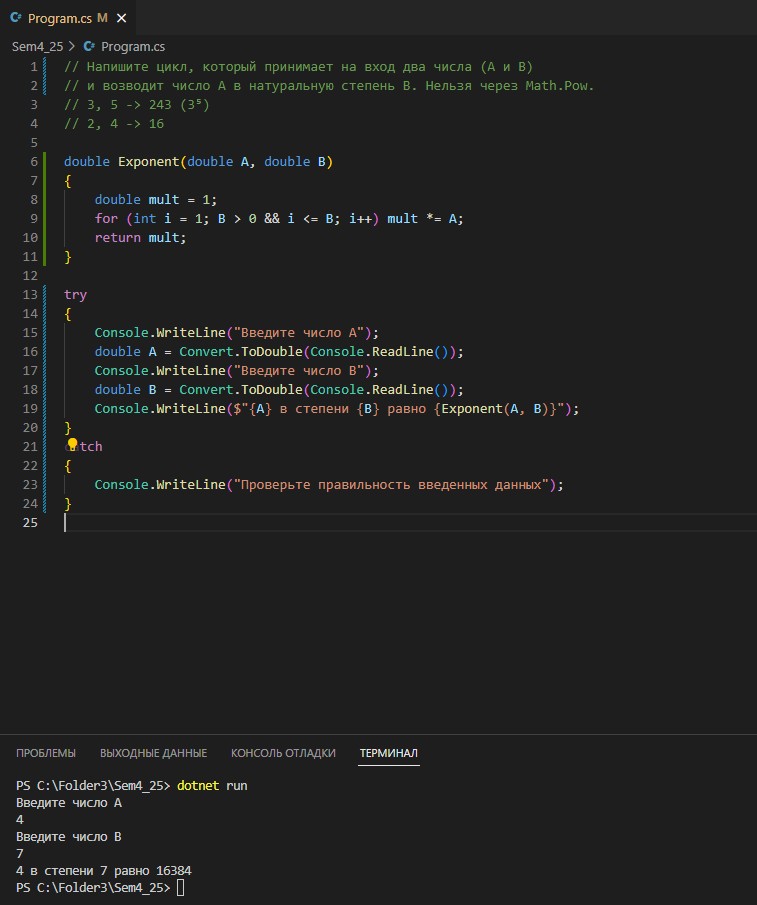 Program.cs M
Sem4_25 > Program.cs
1 // Напишите цикл, который принимает на вход два числа (A и B)
2 // и возводит число A в натуральную степень B. Нельзя через Math.Pow.
3 // 3, 5 -> 243 (3⁵)
4 // 2, 4 -> 16
5
6 double Exponent(double A, double B)
7 {
8 double mult = 1;
9 for (int i = 1; B > 0 && i <= B; i++) mult *= A;
10 return mult;
11 }
12
13 try
14 {
15 Console.WriteLine("Введите число A");
16 double A = Convert.ToDouble(Console.ReadLine());
17 Console.WriteLine("Введите число B");
18 double B = Convert.ToDouble(Console.ReadLine());
19 Console.WriteLine($"{A} в степени {B} равно {Exponent(A, B)}");
20 }
21 catch
22 {
23 Console.WriteLine("Проверьте правильность введенных данных");
24 }
25
ПРОБЛЕМЫ ВЫХОДНЫЕ ДАННЫЕ КОНСОЛЬ ОТЛАДКИ ТЕРМИНАЛ
PS C:\Folder3\Sem4_25> dotnet run
Введите число A
4
Введите число B
7
4 в степени 7 равно 16384
PS C:\Folder3\Sem4_25>